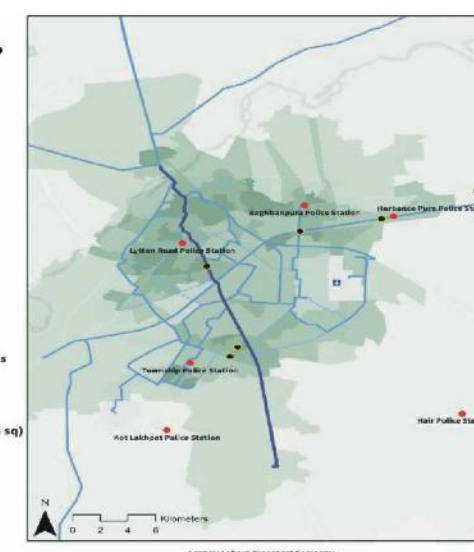 Baghbanpura Police Station
Herbance Pura Police St
Lytton Road Police Station
s
Township Police Station
Hair Police Sta
sq)
Kot Lakhpat Police Station
N
Kilometers
0 2 4 6